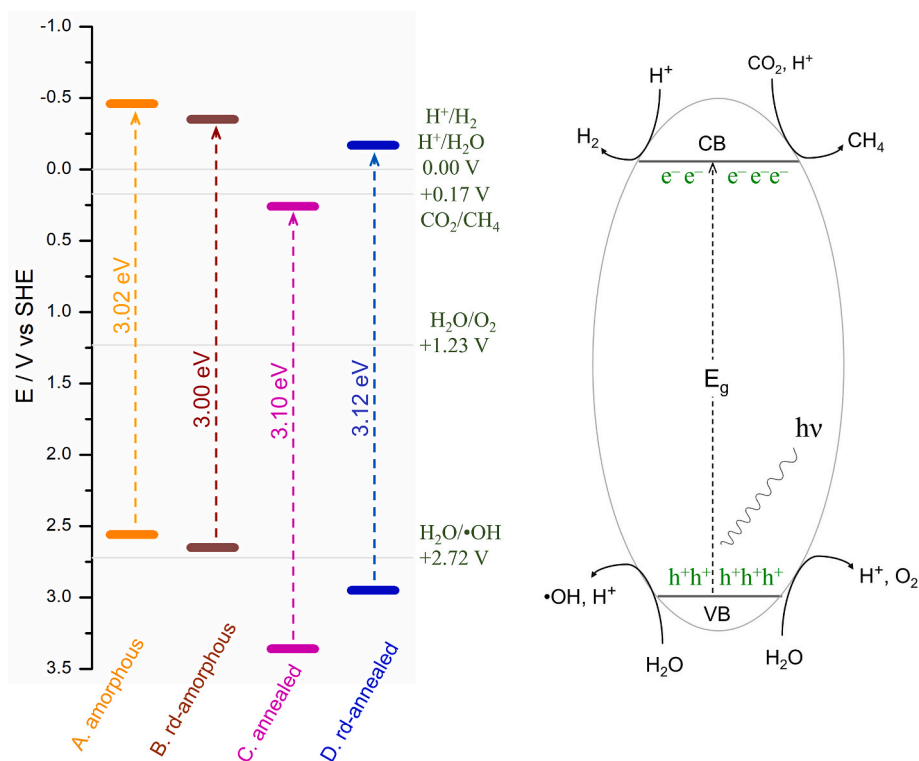 E / V vs SHE
-1.0
-0.5
0.0
0.5
1.0
1.5
2.0
2.5
3.0
3.5
3.02 eV
3.00 eV
3.10 eV
3.12 eV
A. amorphous
B. rd-amorphous
C. annealed
D. rd-annealed
H⁺/H₂
H⁺/H₂O
0.00 V
+0.17 V
CO₂/CH₄
H₂O/O₂
+1.23 V
H₂O/•OH
+2.72 V
H⁺
CO₂, H⁺
H₂
CB
CH₄
e⁻ e⁻ e⁻ e⁻e⁻
E_g
hν
h⁺h⁺ h⁺h⁺h⁺
•OH, H⁺
H⁺, O₂
VB
H₂O
H₂O